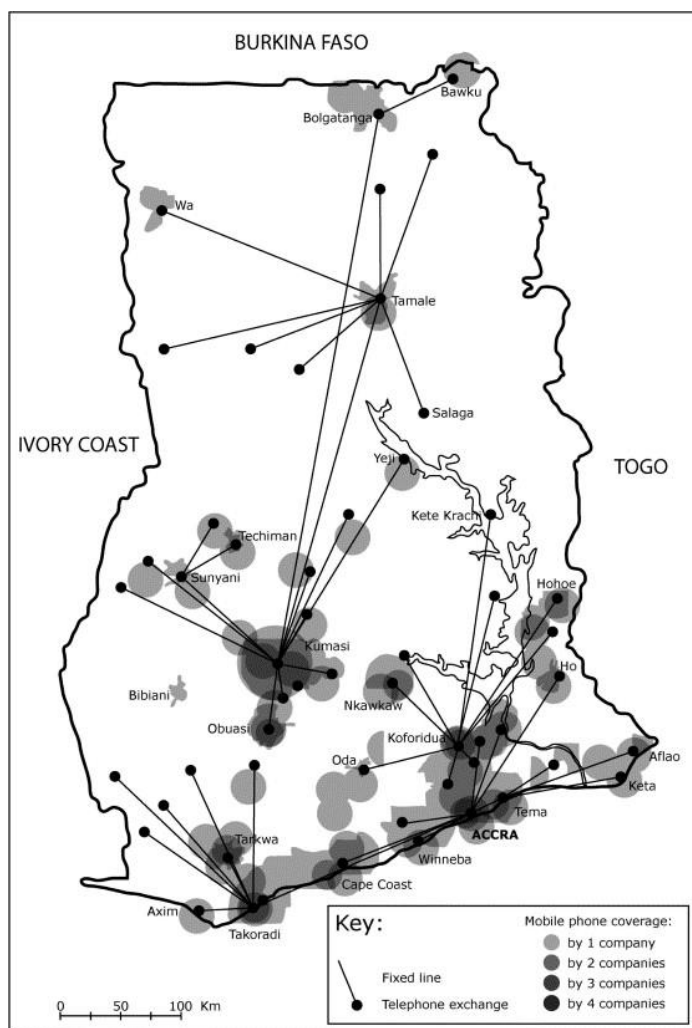 BURKINA FASO
Bawku
Bolgatanga
Wa
Tamale
Salaga
IVORY COAST
TOGO
Yeji
Kete Krachi
Techiman
Sunyani
Hohoe
Kumasi
Ho
Bibiani
Nkawkaw
Obuasi
Koforidua
Oda
Aflao
Keta
Tema
ACCRA
Tarkwa
Winneba
Cape Coast
Axim
Takoradi
Key:
Fixed line
Telephone exchange
Mobile phone coverage:
by 1 company
by 2 companies
by 3 companies
by 4 companies
0 50 100 Km